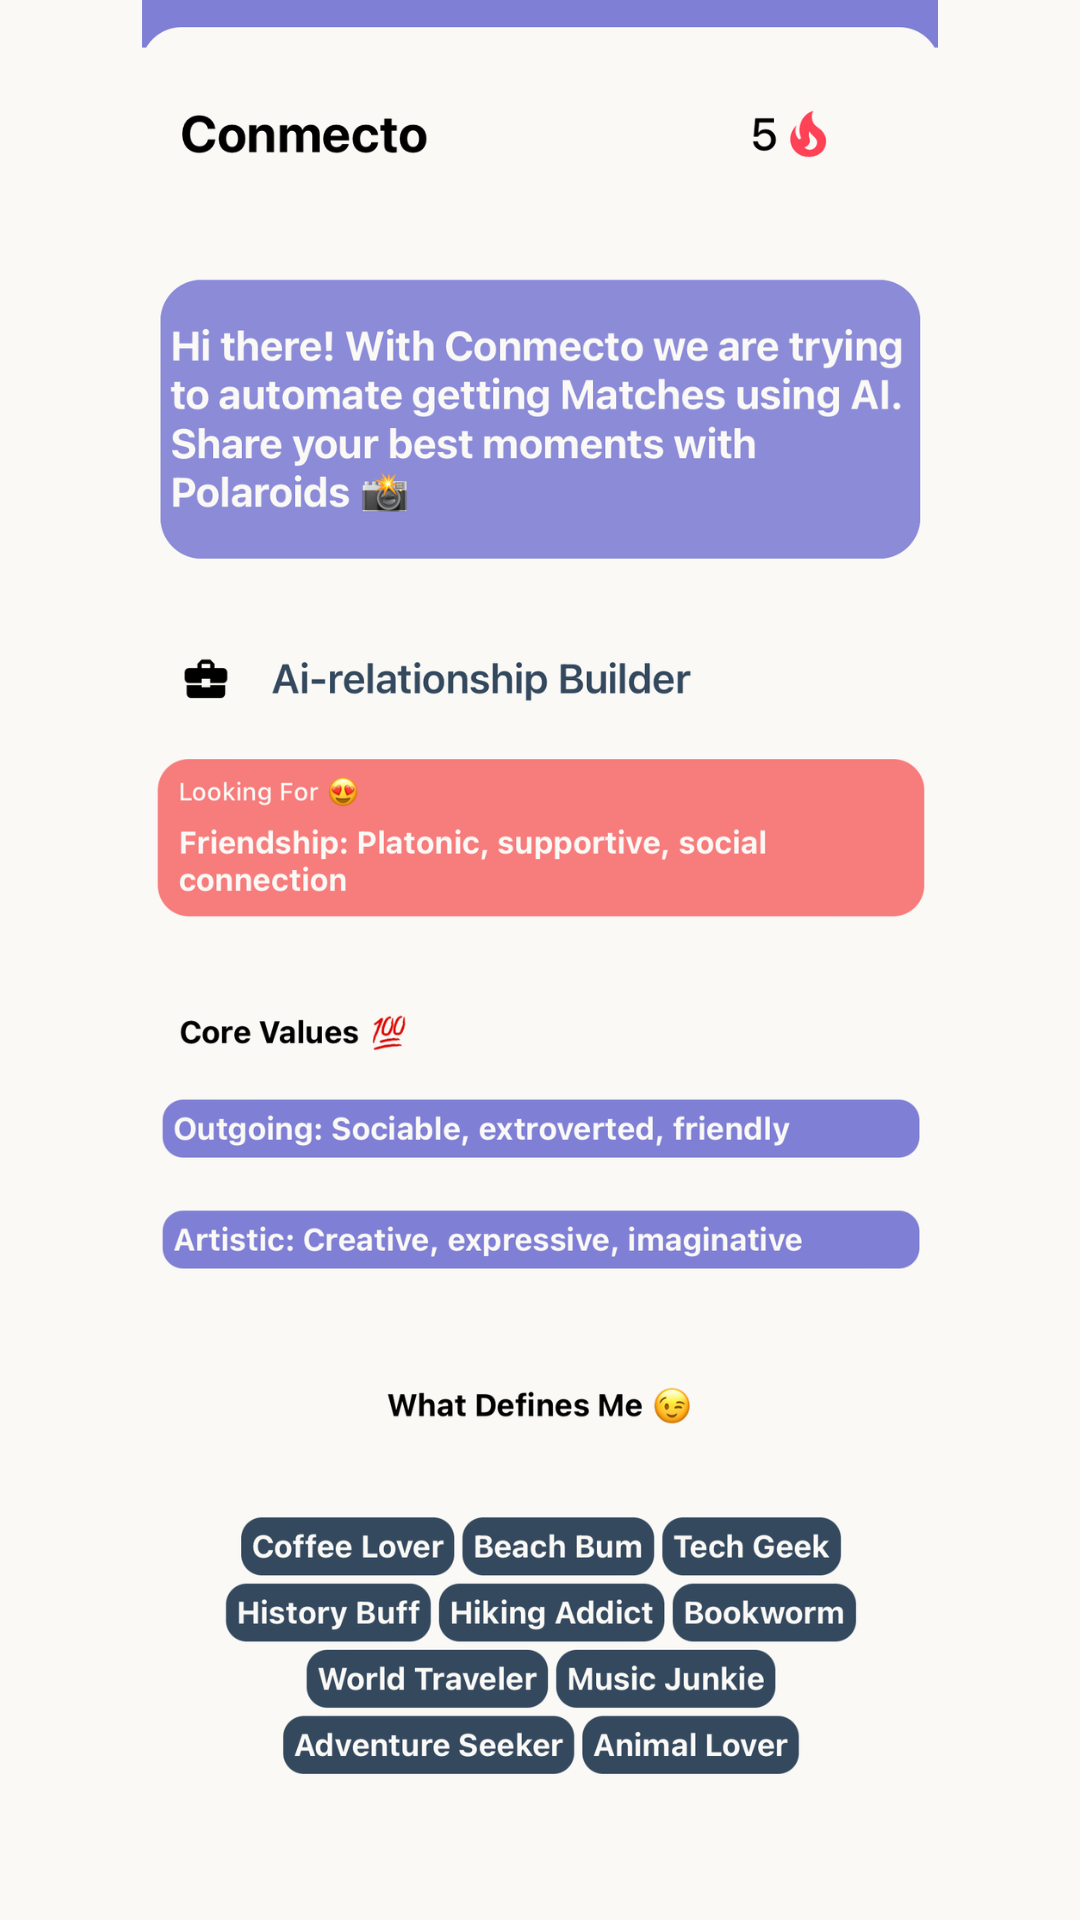 Conmecto
5
Hi there! With Conmecto we are trying
to automate getting Matches using AI.
Share your best moments with
Polaroids 📸
Ai-relationship Builder
Looking For 😍
Friendship: Platonic, supportive, social
connection
Core Values 💯
Outgoing: Sociable, extroverted, friendly
Artistic: Creative, expressive, imaginative
What Defines Me 😉
Coffee Lover Beach Bum Tech Geek
History Buff Hiking Addict Bookworm
World Traveler Music Junkie
Adventure Seeker Animal Lover